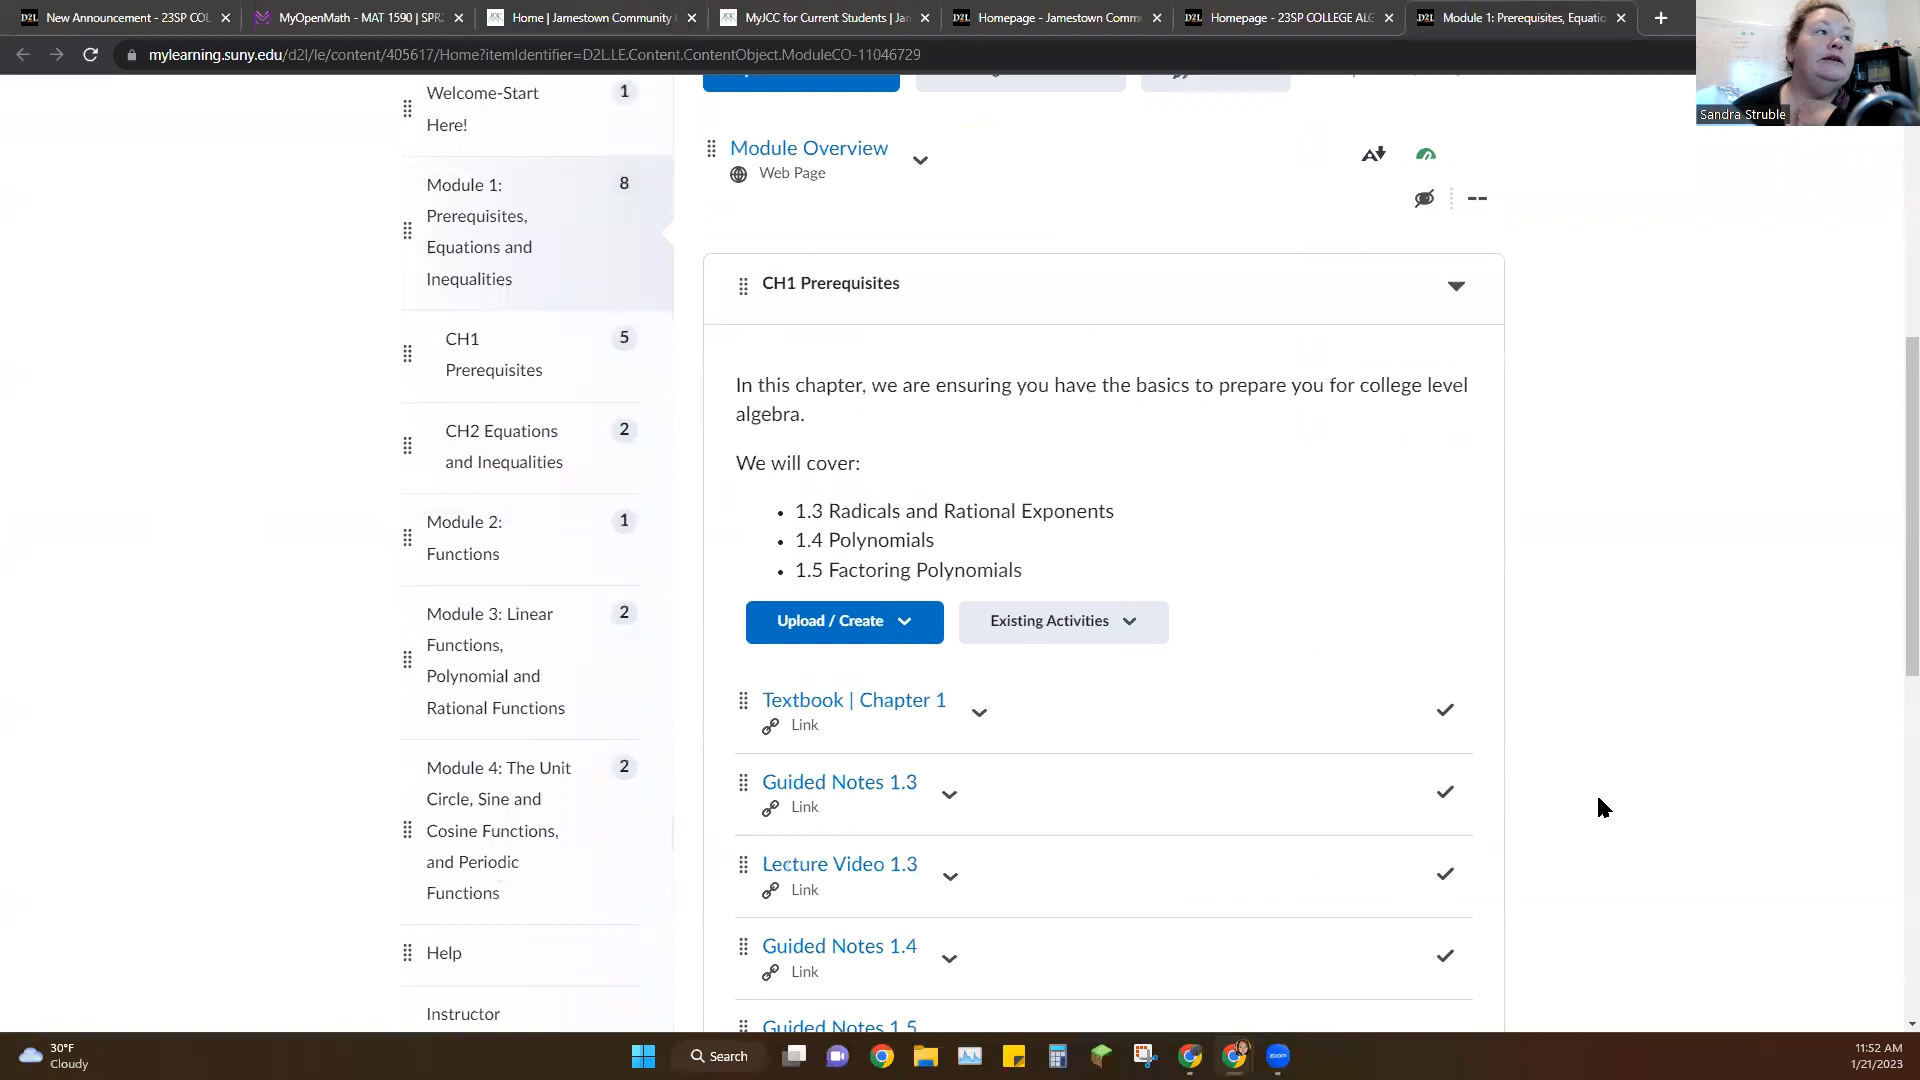 New Announcement - 23SP COL
MyOpenMath - MAT 1590 | SPR
Home | Jamestown Community
MyJCC for Current Students | Jan
Homepage - Jamestown Comm
Homepage - 23SP COLLEGE ALG
Module 1: Prerequisites, Equatio
mylearning.suny.edu/d2l/le/content/405617/Home?itemIdentifier=D2L.LE.Content.ContentObject.ModuleCO-11046729
Sandra Struble
Welcome-Start
Here!
1
Module 1:
Prerequisites,
Equations and
Inequalities
8
CH1
Prerequisites
5
CH2 Equations
and Inequalities
2
Module 2:
Functions
1
Module 3: Linear
Functions,
Polynomial and
Rational Functions
2
Module 4: The Unit
Circle, Sine and
Cosine Functions,
and Periodic
Functions
2
Help
Instructor
Module Overview
Web Page
CH1 Prerequisites
In this chapter, we are ensuring you have the basics to prepare you for college level
algebra.
We will cover:
• 1.3 Radicals and Rational Exponents
• 1.4 Polynomials
• 1.5 Factoring Polynomials
Upload / Create
Existing Activities
Textbook | Chapter 1
Link
Guided Notes 1.3
Link
Lecture Video 1.3
Link
Guided Notes 1.4
Link
Guided Notes 1.5
30°F
Cloudy
Search
zoom
11:52 AM
1/21/2023